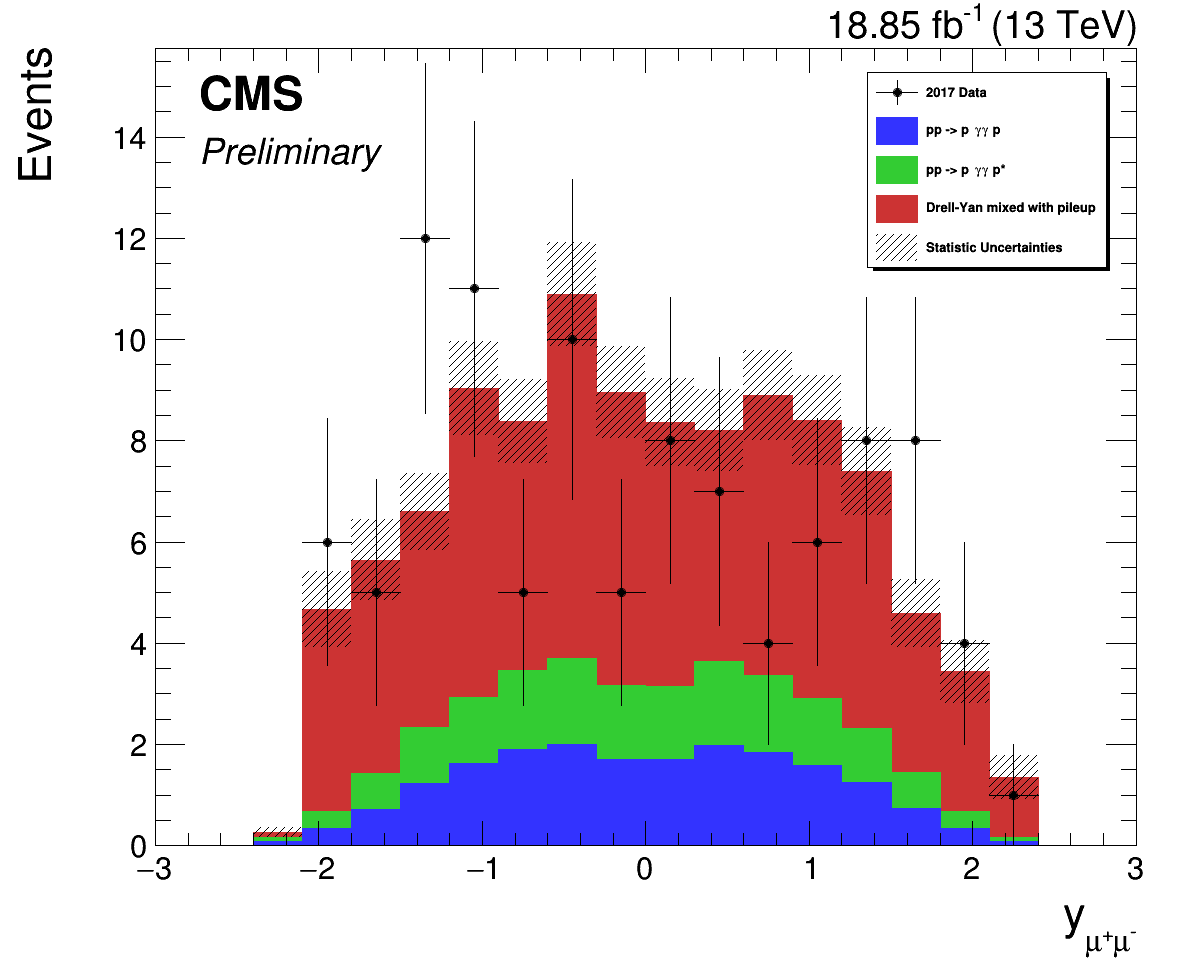 18.85 fb⁻¹ (13 TeV)
Events
CMS
Preliminary
2017 Data
pp -> p γγ p
pp -> p γγ p*
Drell-Yan mixed with pileup
Statistic Uncertainties
14
12
10
8
6
4
2
0
−3 −2 −1 0 1 2 3
y μ⁺μ⁻